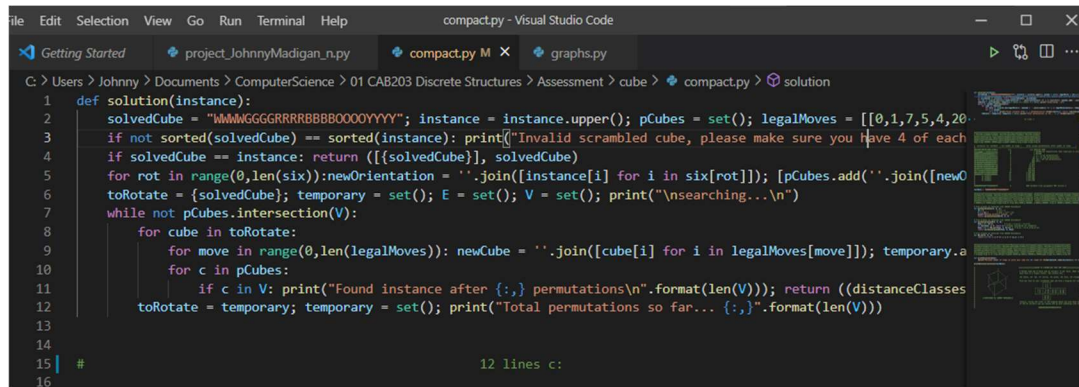 ile Edit Selection View Go Run Terminal Help compact.py - Visual Studio Code
Getting Started project_JohnnyMadigan_n.py compact.py M graphs.py
C: > Users > Johnny > Documents > ComputerScience > 01 CAB203 Discrete Structures > Assessment > cube > compact.py > solution
1 def solution(instance):
2 solvedCube = "WWWWGGGGRRRRBBBBOOOOYYYY"; instance = instance.upper(); pCubes = set(); legalMoves = [[0,1,7,5,4,20
3 if not sorted(solvedCube) == sorted(instance): print("Invalid scrambled cube, please make sure you have 4 of each
4 if solvedCube == instance: return ([{solvedCube}], solvedCube)
5 for rot in range(0,len(six)):newOrientation = ''.join([instance[i] for i in six[rot]]); [pCubes.add(''.join([newO
6 toRotate = {solvedCube}; temporary = set(); E = set(); V = set(); print("\nsearching...\n")
7 while not pCubes.intersection(V):
8 for cube in toRotate:
9 for move in range(0,len(legalMoves)): newCube = ''.join([cube[i] for i in legalMoves[move]]); temporary.a
10 for c in pCubes:
11 if c in V: print("Found instance after {:,} permutations\n".format(len(V))); return ((distanceClasses
12 toRotate = temporary; temporary = set(); print("Total permutations so far... {:,}".format(len(V)))
13
14
15 # 12 lines c:
16